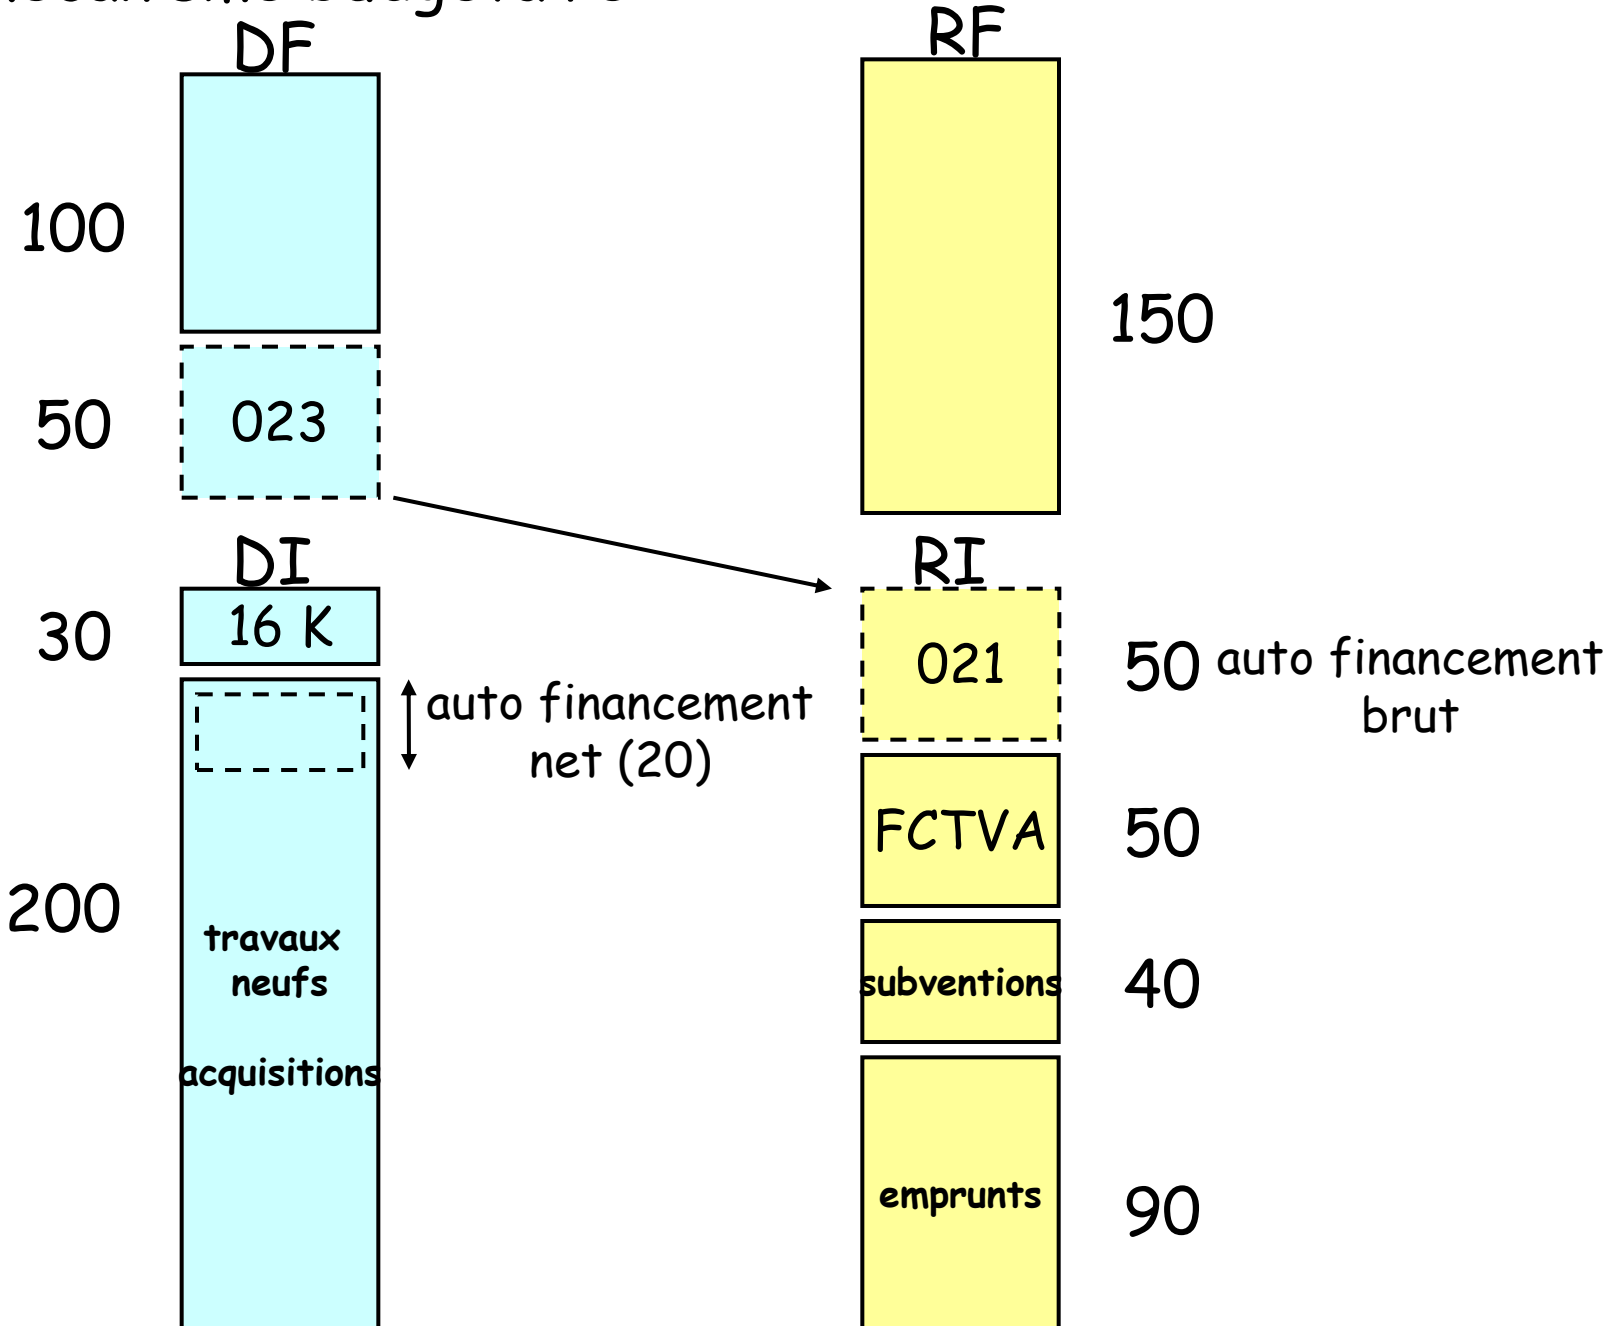 DF
RF
100
150
50
023
DI
RI
30
16 K
021
50
auto financement
brut
auto financement
net (20)
FCTVA
50
200
travaux
neufs
subventions
40
acquisitions
emprunts
90